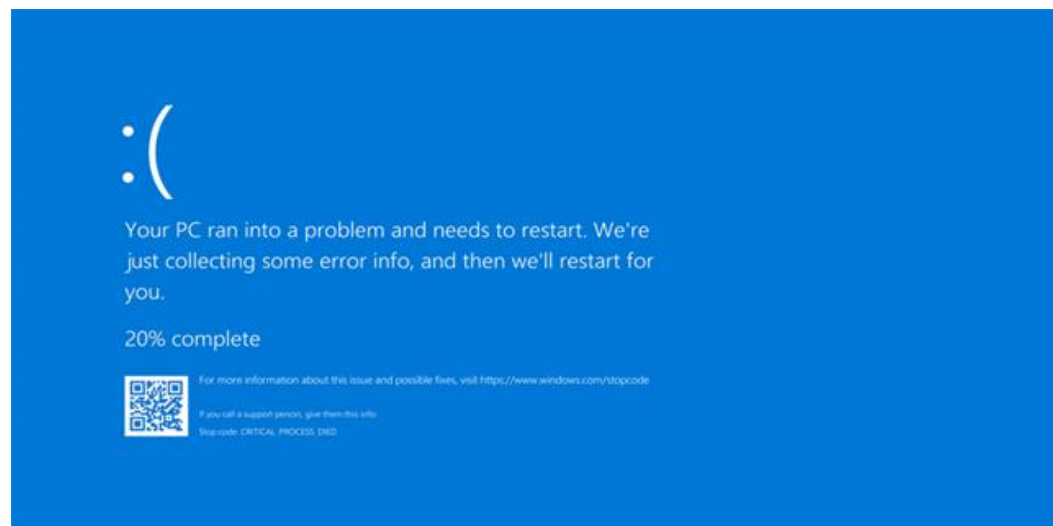 :(
Your PC ran into a problem and needs to restart. We're
just collecting some error info, and then we'll restart for
you.
20% complete
For more information about this issue and possible fixes, visit https://www.windows.com/stopcode
If you call a support person, give them this info:
Stop code: CRITICAL PROCESS DIED